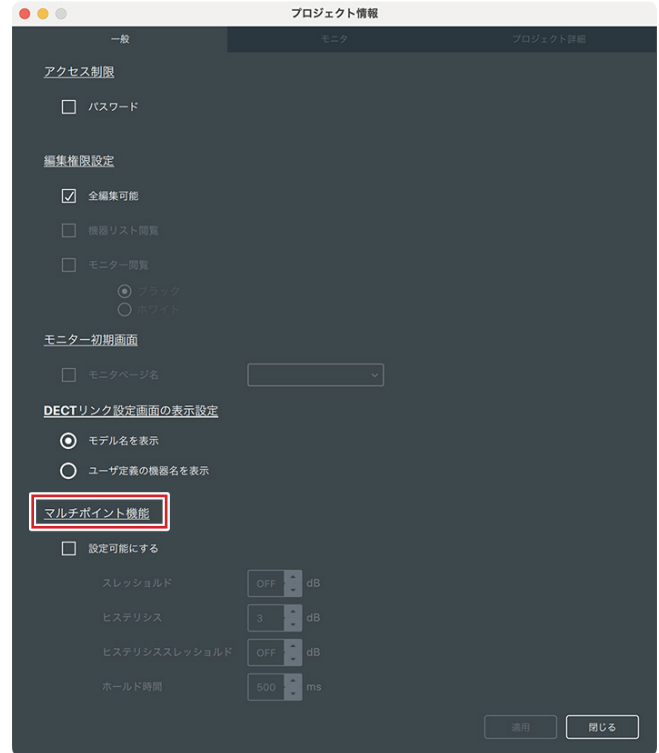 プロジェクト情報
一般 モニタ プロジェクト詳細
アクセス制限
パスワード
編集権限設定
全編集可能
機器リスト閲覧
モニター閲覧
ブラック
ホワイト
モニター初期画面
モニタページ名
DECTリンク設定画面の表示設定
モデル名を表示
ユーザ定義の機器名を表示
マルチポイント機能
設定可能にする
スレッショルド OFF dB
ヒステリシス 3 dB
ヒステリシススレッショルド OFF dB
ホールド時間 500 ms
適用 閉じる